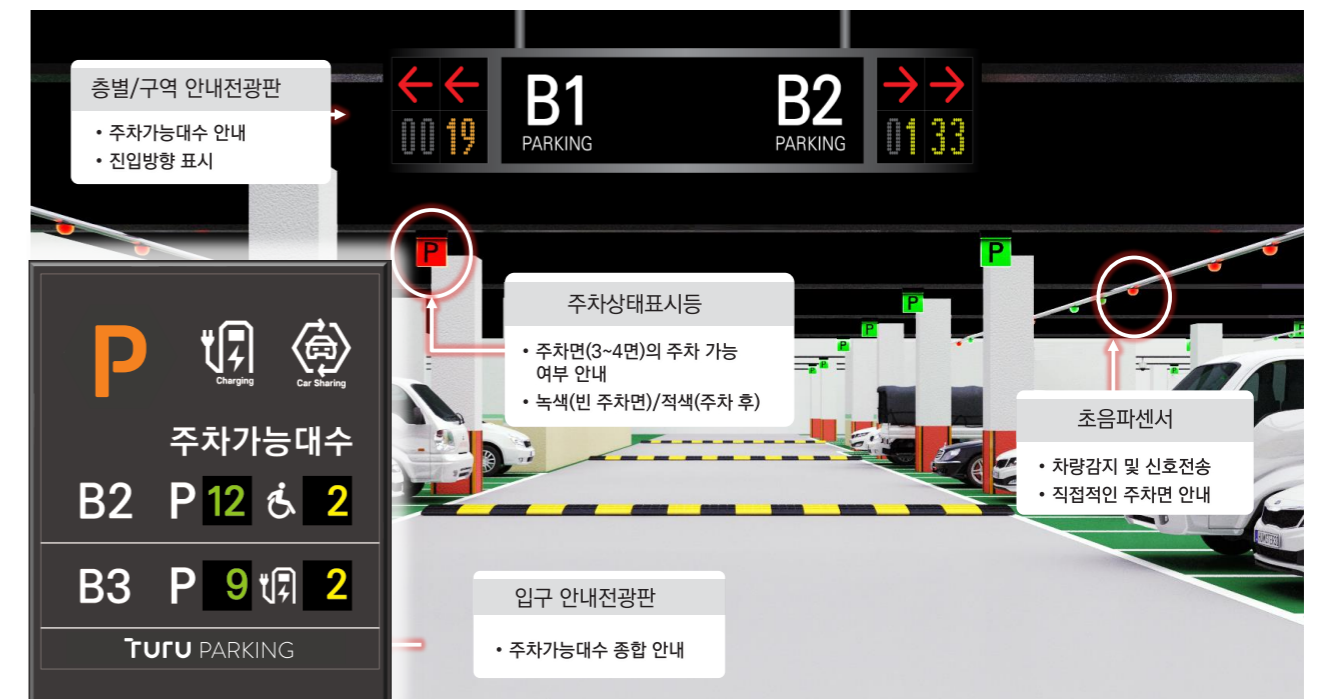 층별/구역 안내전광판
• 주차가능대수 안내
• 진입방향 표시
← ←
00 19
B1
PARKING
B2
PARKING
→ →
01 33
P
P
P
P
P
주차상태표시등
• 주차면(3~4면)의 주차 가능
여부 안내
• 녹색(빈 주차면)/적색(주차 후)
초음파센서
• 차량감지 및 신호전송
• 직접적인 주차면 안내
P
Charging
Car Sharing
주차가능대수
B2 P 12 2
B3 P 9 2
Turu PARKING
입구 안내전광판
• 주차가능대수 종합 안내